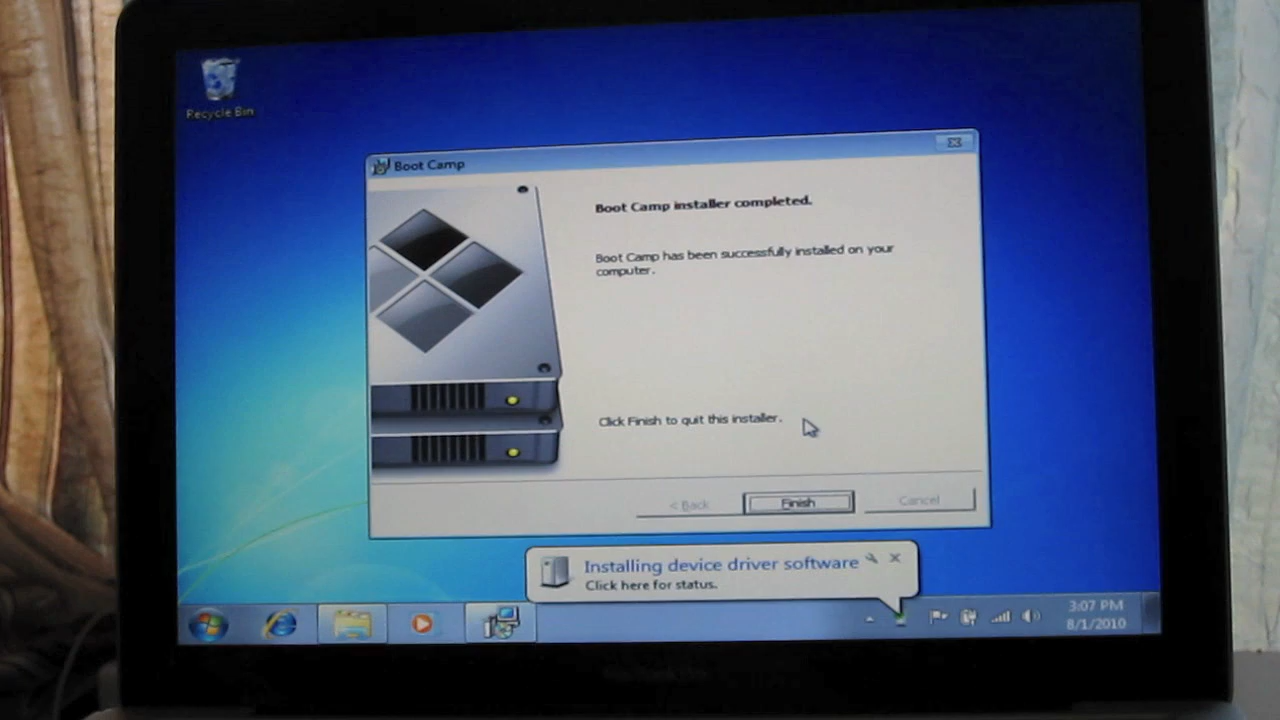 Recycle Bin
Boot Camp
Boot Camp installer completed.
Boot Camp has been successfully installed on your
computer.
Click Finish to quit this installer.
< Back
Finish
Cancel
Installing device driver software
Click here for status.
3:07 PM
8/1/2010